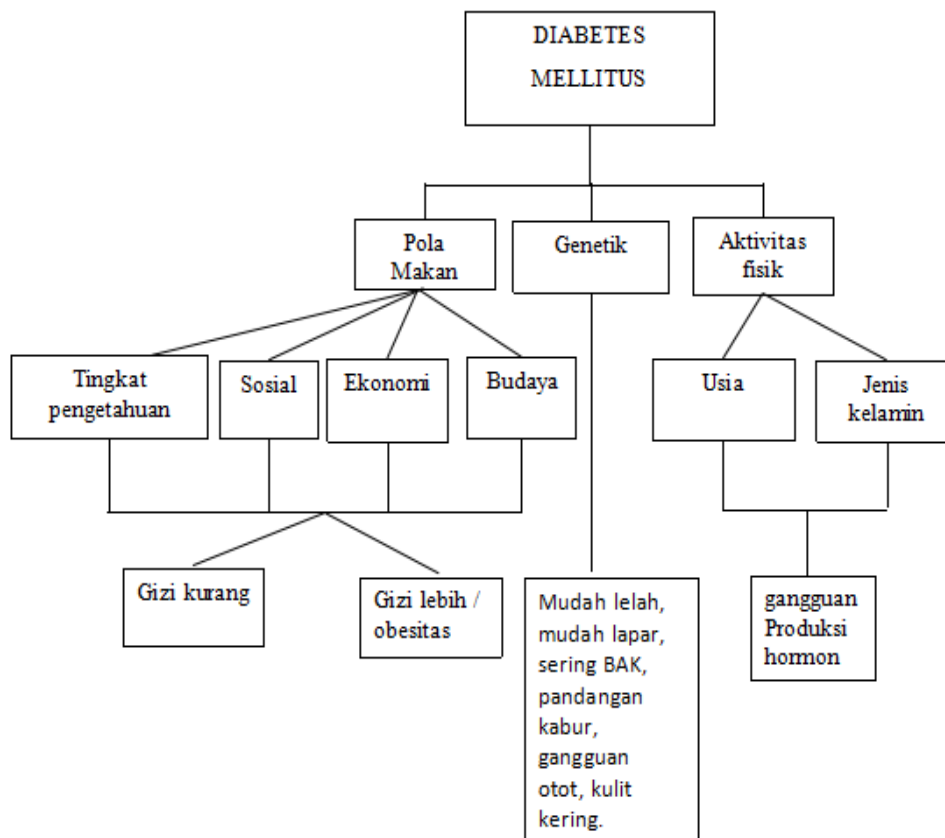 DIABETES
MELLITUS
Pola
Makan
Genetik
Aktivitas
fisik
Tingkat
pengetahuan
Sosial
Ekonomi
Budaya
Usia
Jenis
kelamin
Gizi kurang
Gizi lebih /
obesitas
Mudah lelah,
mudah lapar,
sering BAK,
pandangan
kabur,
gangguan
otot, kulit
kering.
gangguan
Produksi
hormon